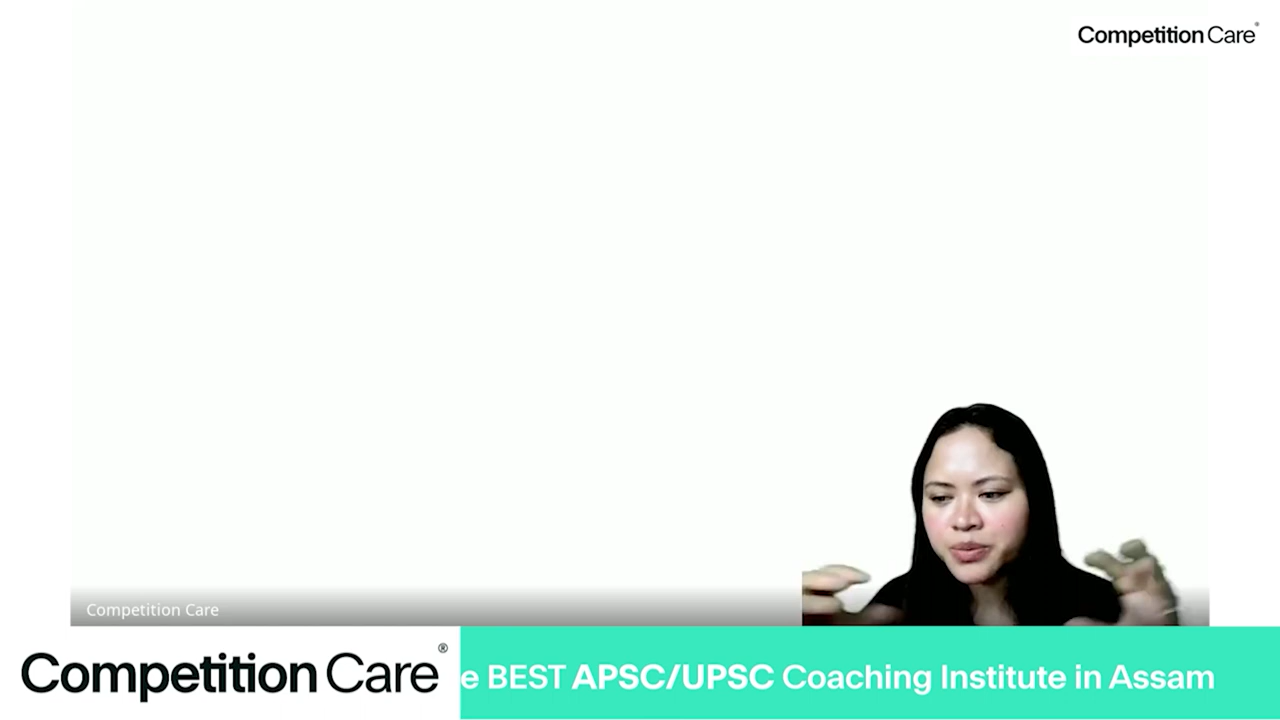 Competition Care®
Competition Care
Competition Care®
e BEST APSC/UPSC Coaching Institute in Assam